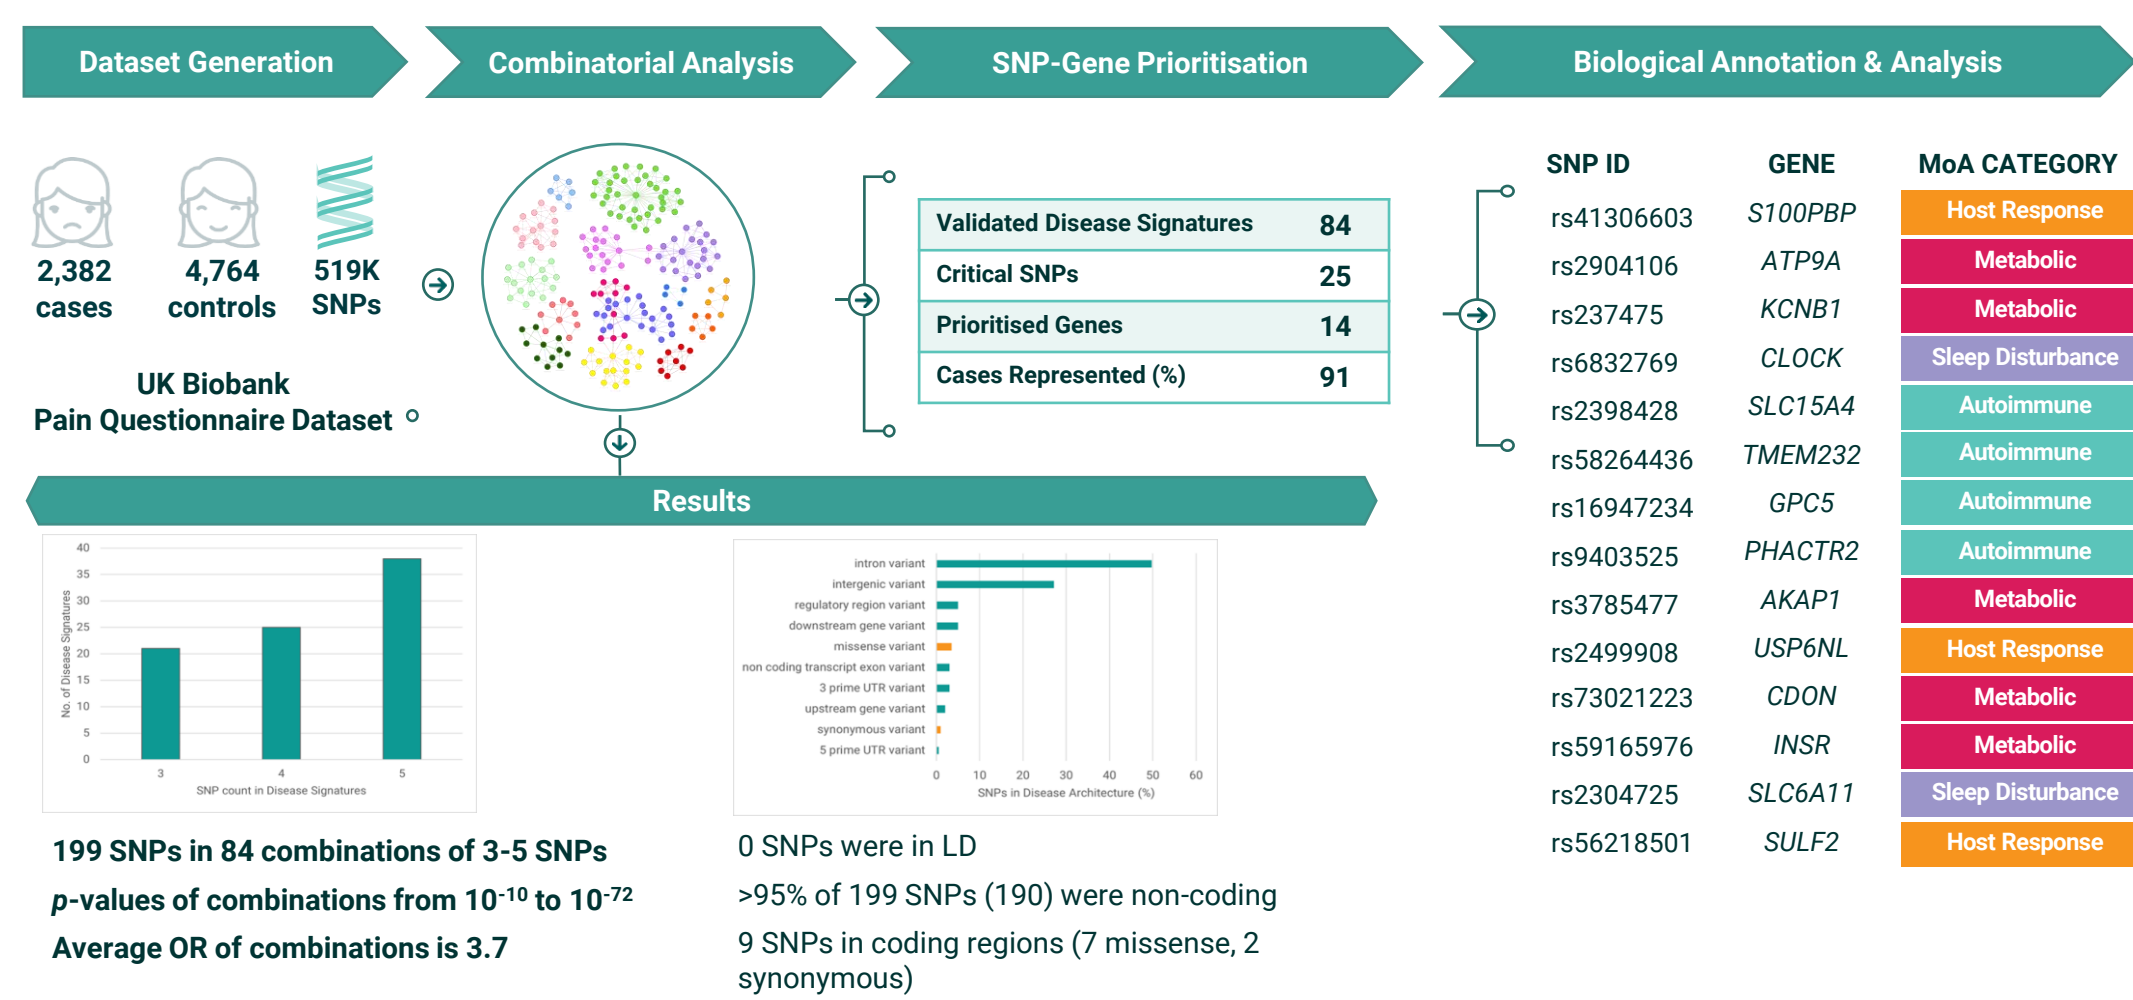 Dataset Generation
Combinatorial Analysis
SNP-Gene Prioritisation
Biological Annotation & Analysis
2,382
cases
4,764
controls
519K
SNPs
UK Biobank
Pain Questionnaire Dataset
Validated Disease Signatures 84
Critical SNPs 25
Prioritised Genes 14
Cases Represented (%) 91
SNP ID GENE MoA CATEGORY
rs41306603 S100PBP Host Response
rs2904106 ATP9A Metabolic
rs237475 KCNB1 Metabolic
rs6832769 CLOCK Sleep Disturbance
rs2398428 SLC15A4 Autoimmune
rs58264436 TMEM232 Autoimmune
rs16947234 GPC5 Autoimmune
rs9403525 PHACTR2 Autoimmune
rs3785477 AKAP1 Metabolic
rs2499908 USP6NL Host Response
rs73021223 CDON Metabolic
rs59165976 INSR Metabolic
rs2304725 SLC6A11 Sleep Disturbance
rs56218501 SULF2 Host Response
Results
No. of Disease Signatures
40
35
30
25
20
15
10
5
0
3 4 5
SNP count in Disease Signatures
intron variant
intergenic variant
regulatory region variant
downstream gene variant
missense variant
non coding transcript exon variant
3 prime UTR variant
upstream gene variant
synonymous variant
5 prime UTR variant
0 10 20 30 40 50 60
SNPs in Disease Architecture (%)
199 SNPs in 84 combinations of 3-5 SNPs
p-values of combinations from 10⁻¹⁰ to 10⁻⁷²
Average OR of combinations is 3.7
0 SNPs were in LD
>95% of 199 SNPs (190) were non-coding
9 SNPs in coding regions (7 missense, 2
synonymous)